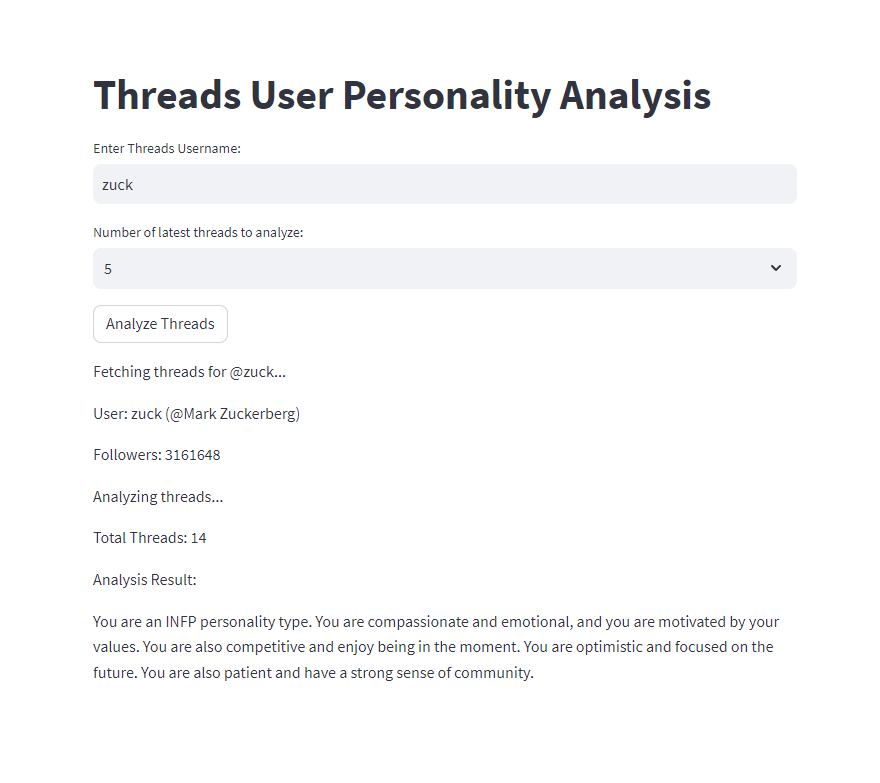 Threads User Personality Analysis
Enter Threads Username:
zuck
Number of latest threads to analyze:
5
Analyze Threads
Fetching threads for @zuck...
User: zuck (@Mark Zuckerberg)
Followers: 3161648
Analyzing threads...
Total Threads: 14
Analysis Result:
You are an INFP personality type. You are compassionate and emotional, and you are motivated by your
values. You are also competitive and enjoy being in the moment. You are optimistic and focused on the
future. You are also patient and have a strong sense of community.